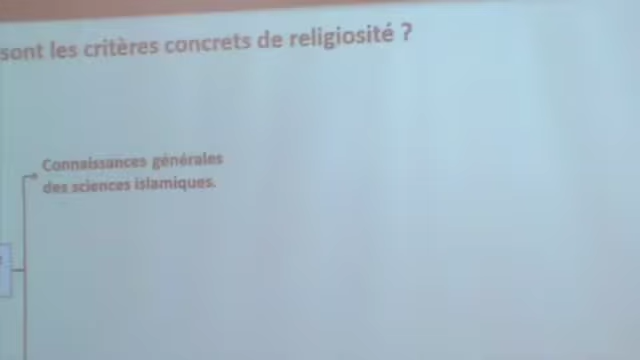 sont les critères concrets de religiosité ?
Connaissances générales
des sciences islamiques.